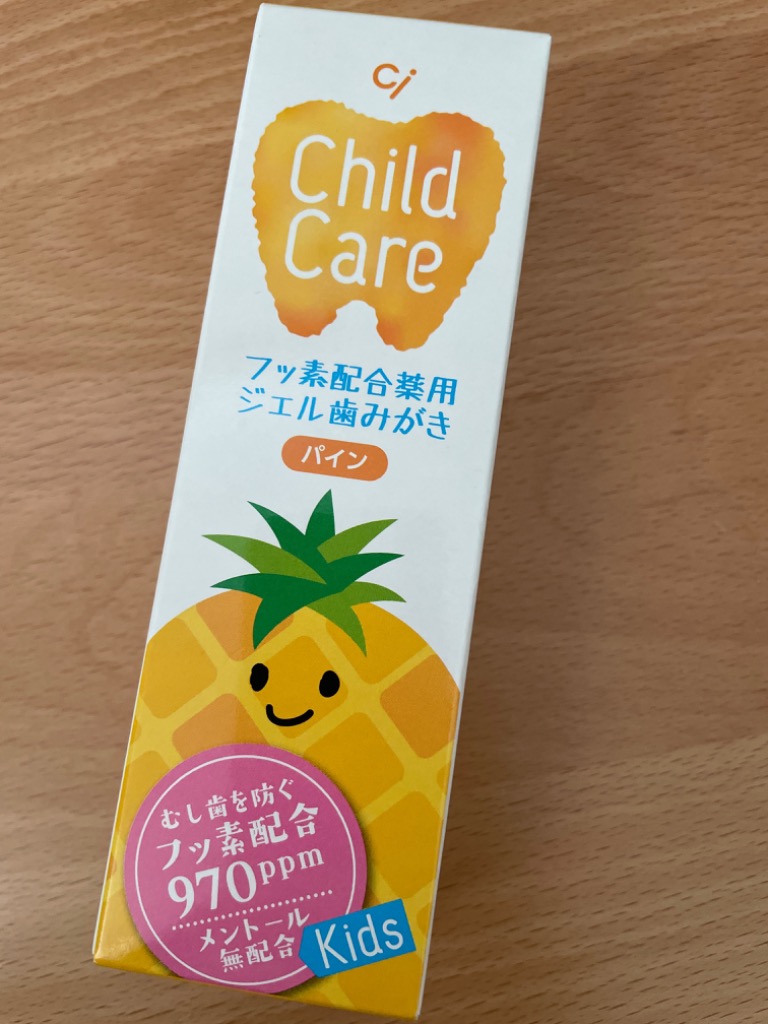 Ci
Child
Care
フッ素配合薬用
ジェル歯みがき
パイン
むし歯を防ぐ
フッ素配合
970ppm
メントール
無配合
Kids